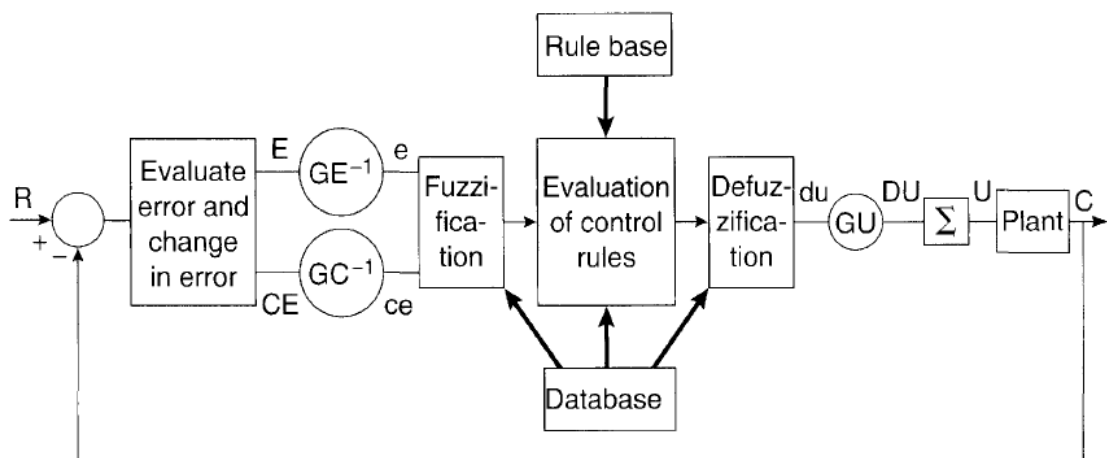 Rule base
R
+
−
Evaluate
error and
change
in error
E
GE⁻¹
e
CE
GC⁻¹
ce
Fuzzi-
fica-
tion
Evaluation
of control
rules
Defuz-
zifica-
tion
du
GU
DU
Σ
U
Plant
C
Database